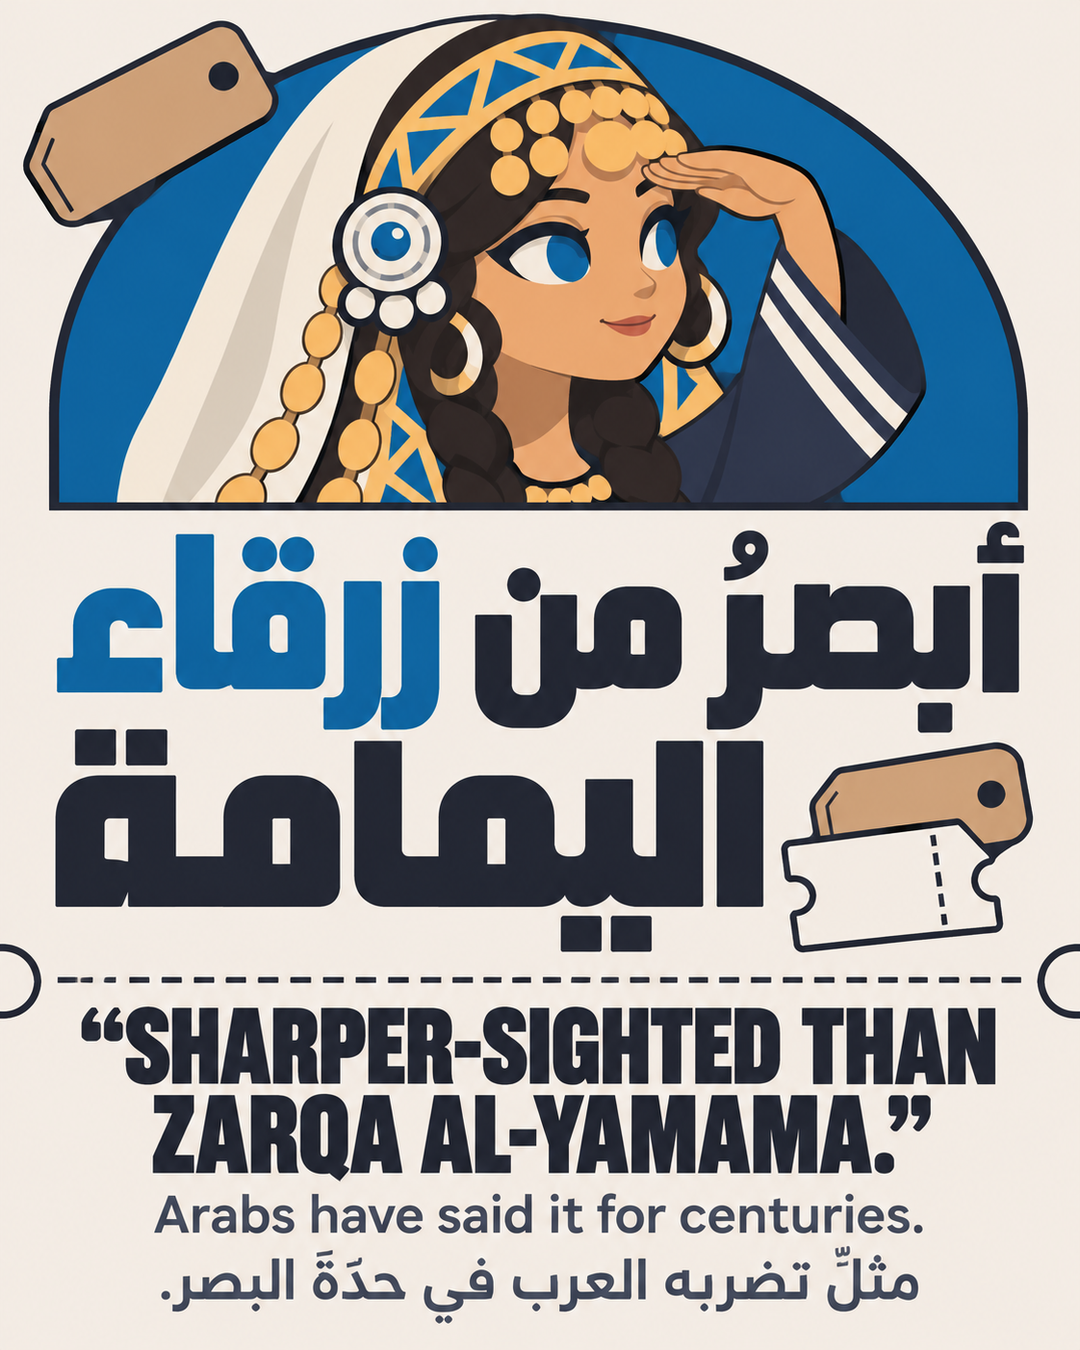 أبصرُ من زرقاء
اليمامة
“SHARPER-SIGHTED THAN
ZARQA AL-YAMAMA.”
Arabs have said it for centuries.
مثلِّ تضربه العرب في حدَةَ البصر.